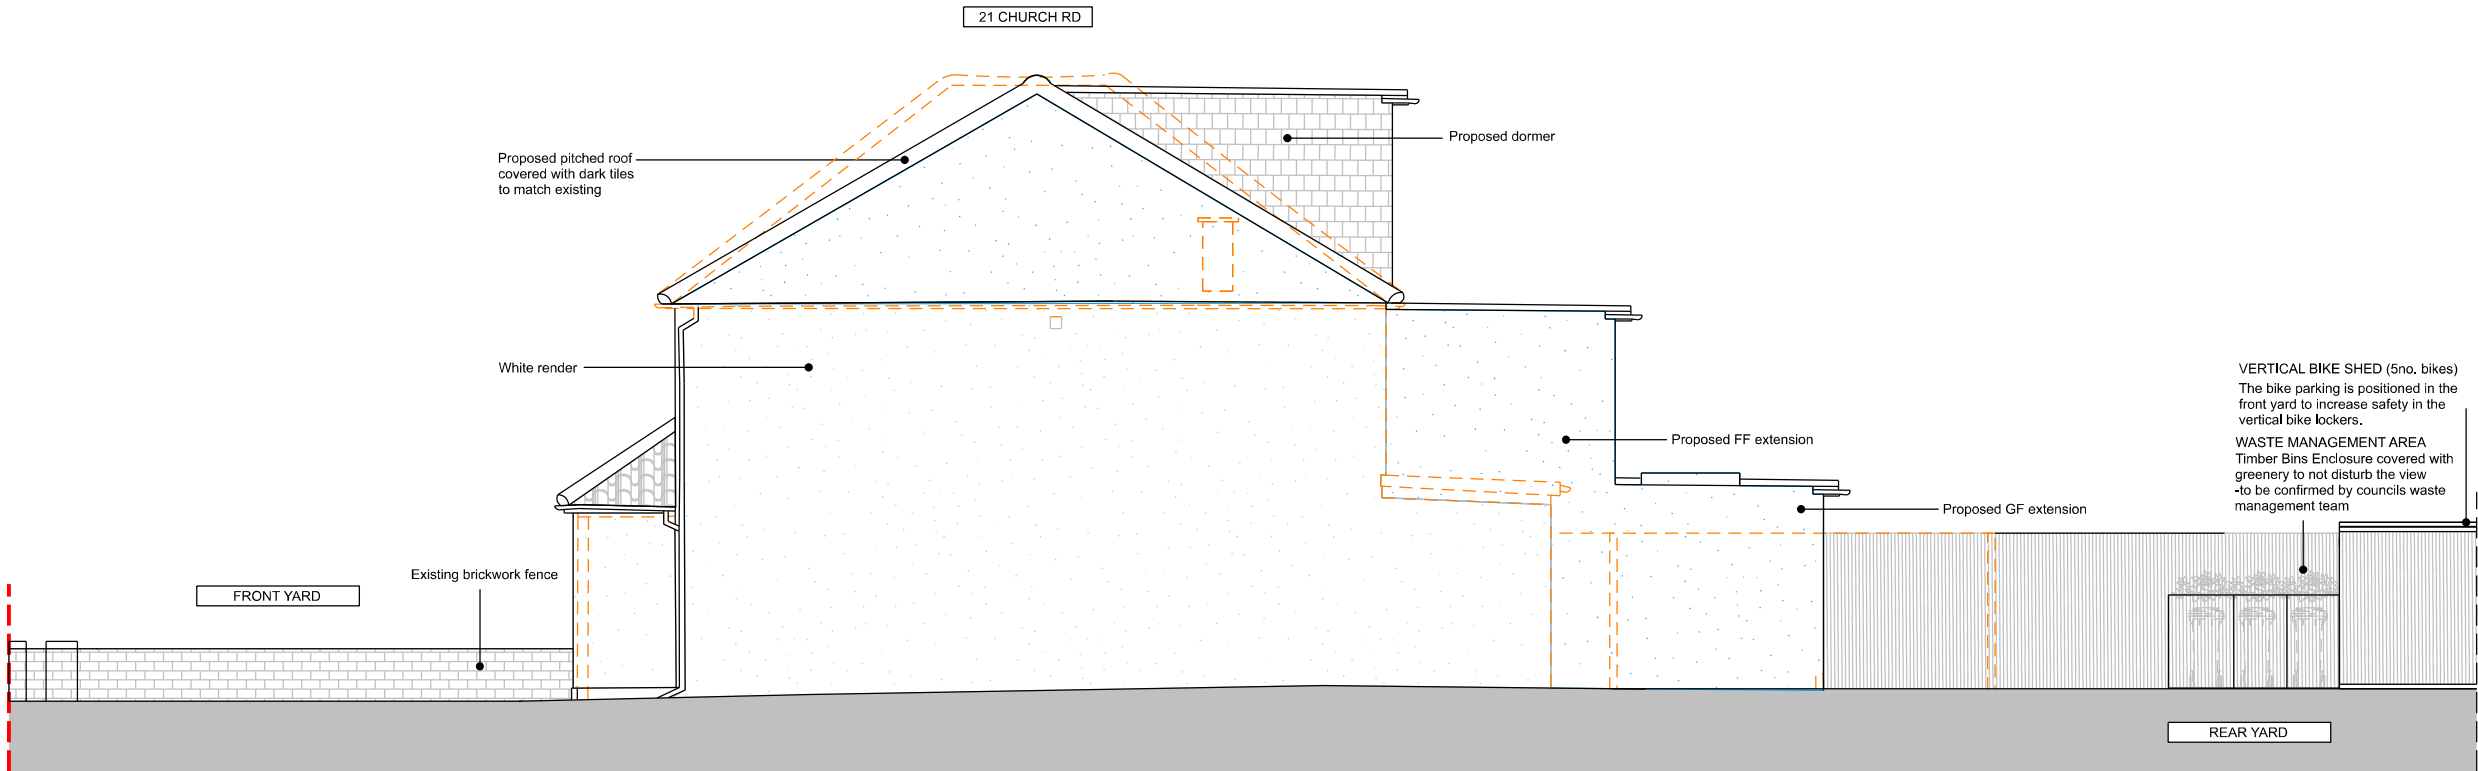 21 CHURCH RD
Proposed pitched roof
covered with dark tiles
to match existing
Proposed dormer
White render
VERTICAL BIKE SHED (5no. bikes)
The bike parking is positioned in the
front yard to increase safety in the
vertical bike lockers.
WASTE MANAGEMENT AREA
Timber Bins Enclosure covered with
greenery to not disturb the view
-to be confirmed by councils waste
management team
Proposed FF extension
Proposed GF extension
Existing brickwork fence
FRONT YARD
REAR YARD